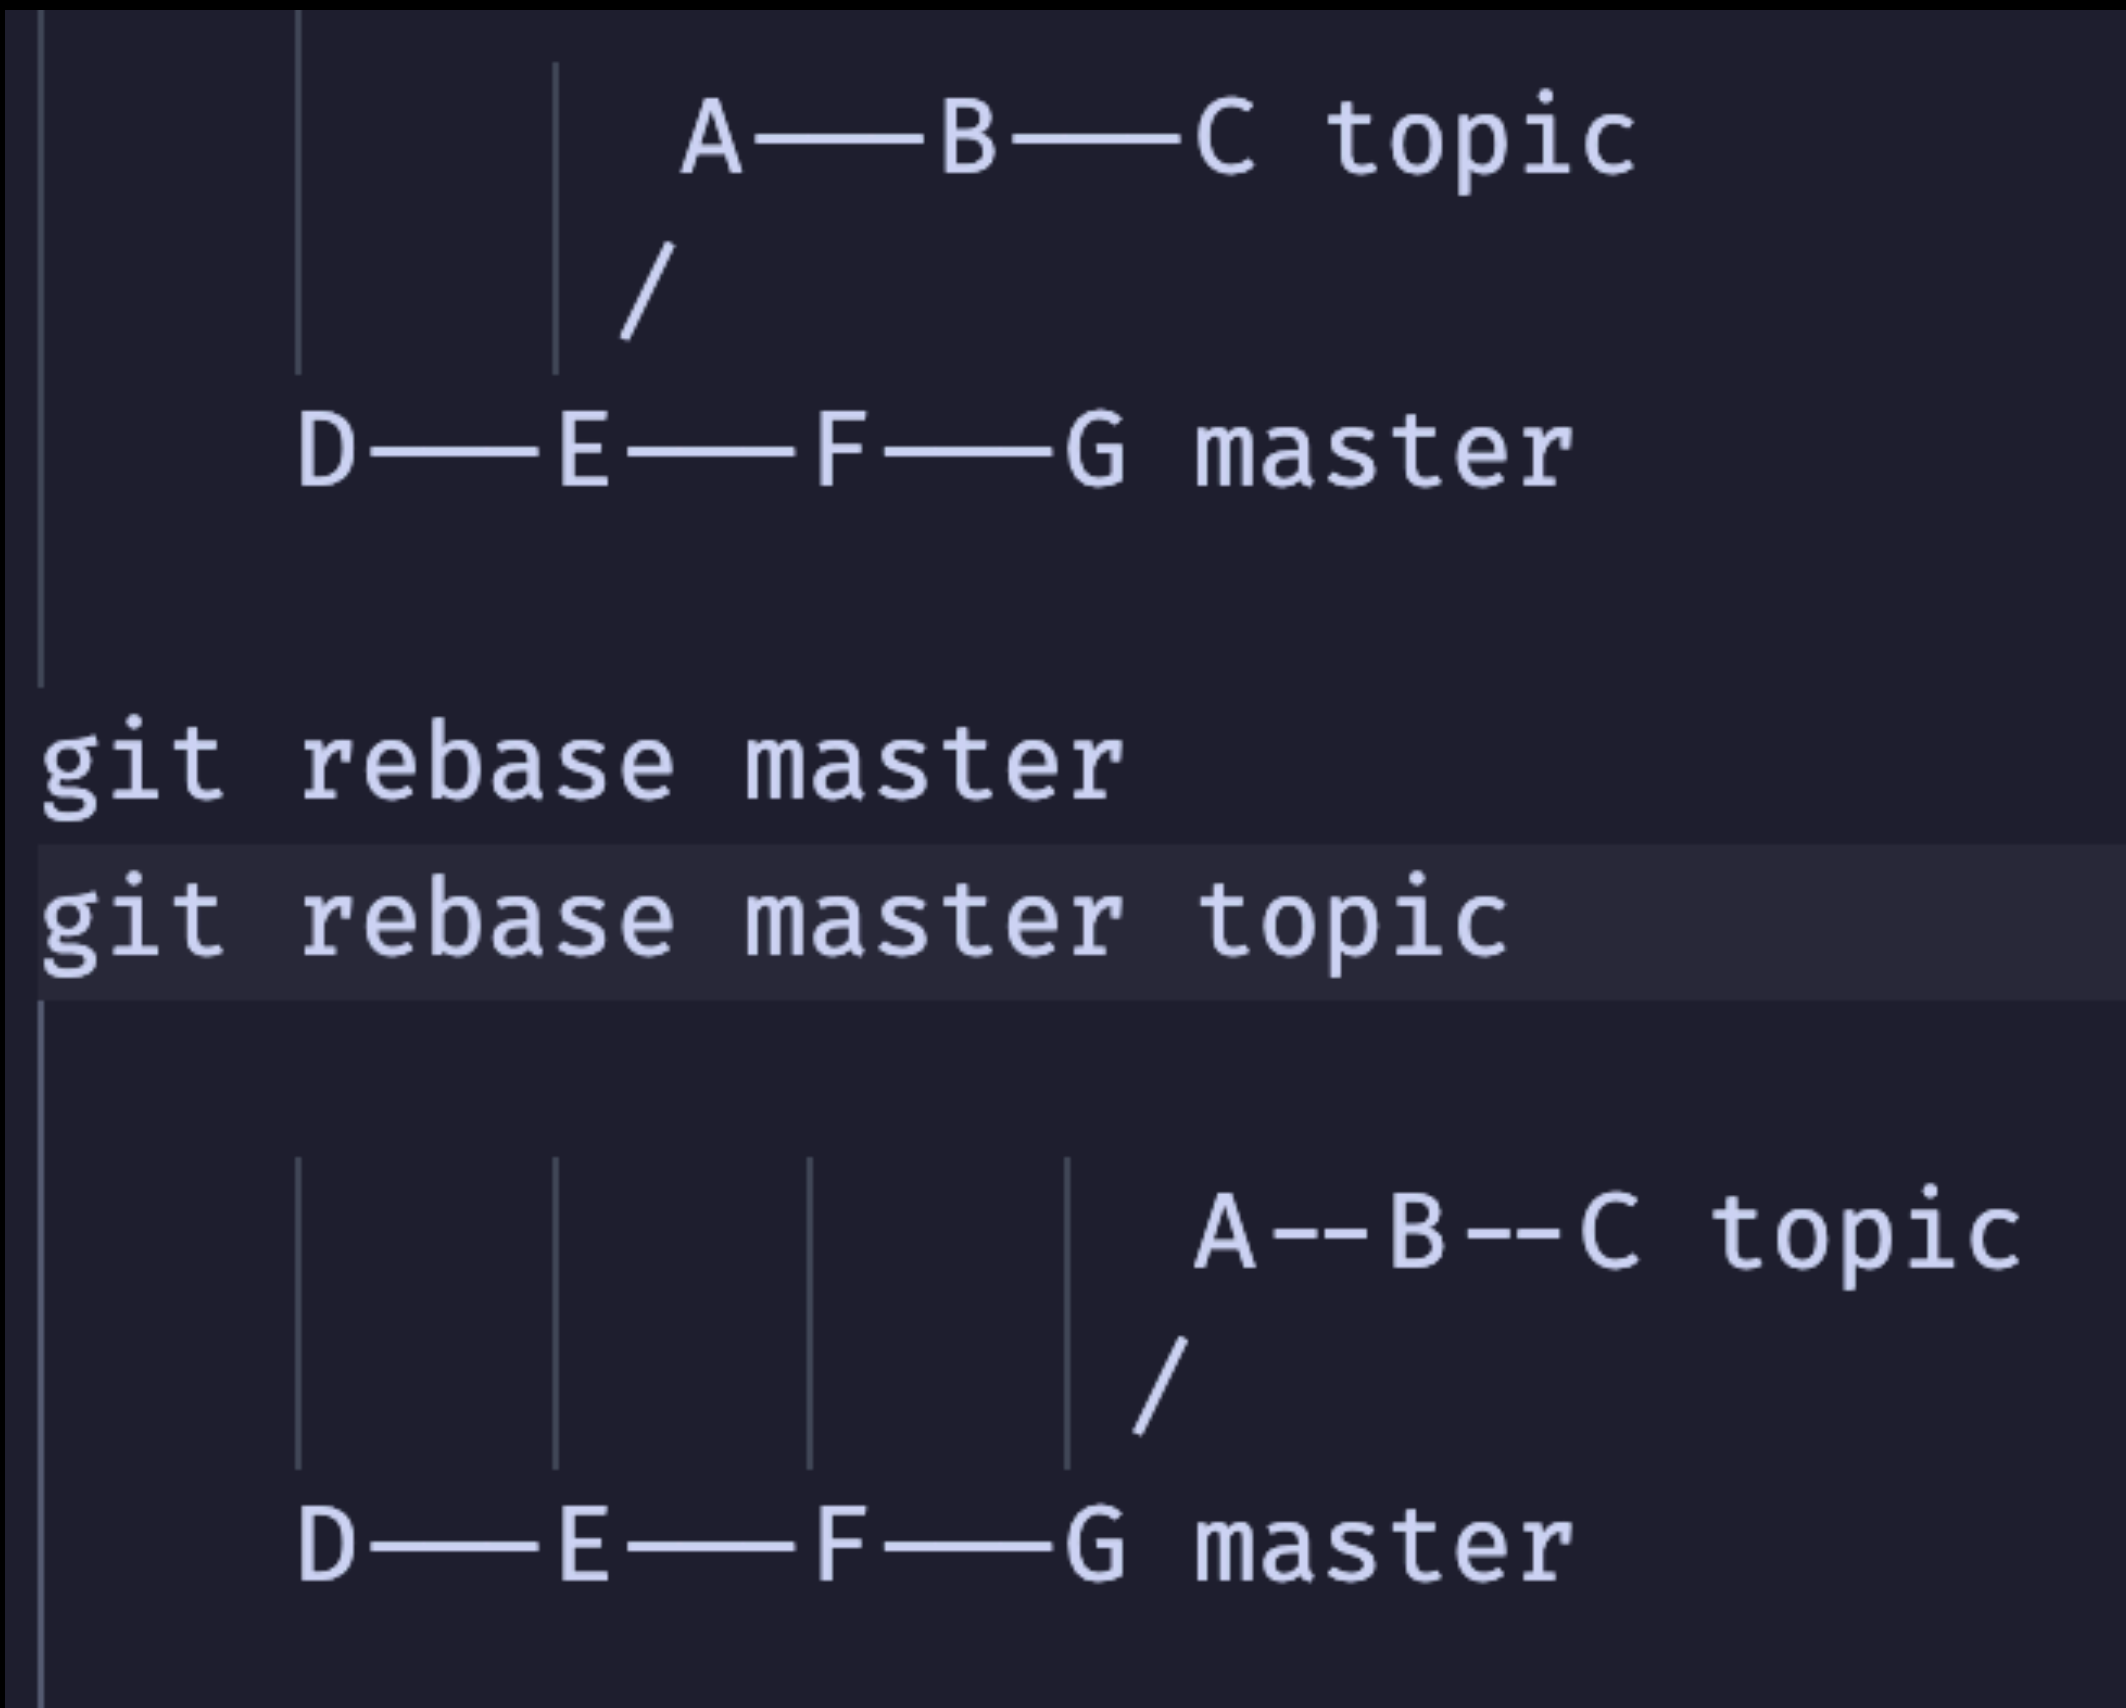 A———B———C topic
/
D———E———F———G master
git rebase master
git rebase master topic
A--B--C topic
/
D———E———F———G master